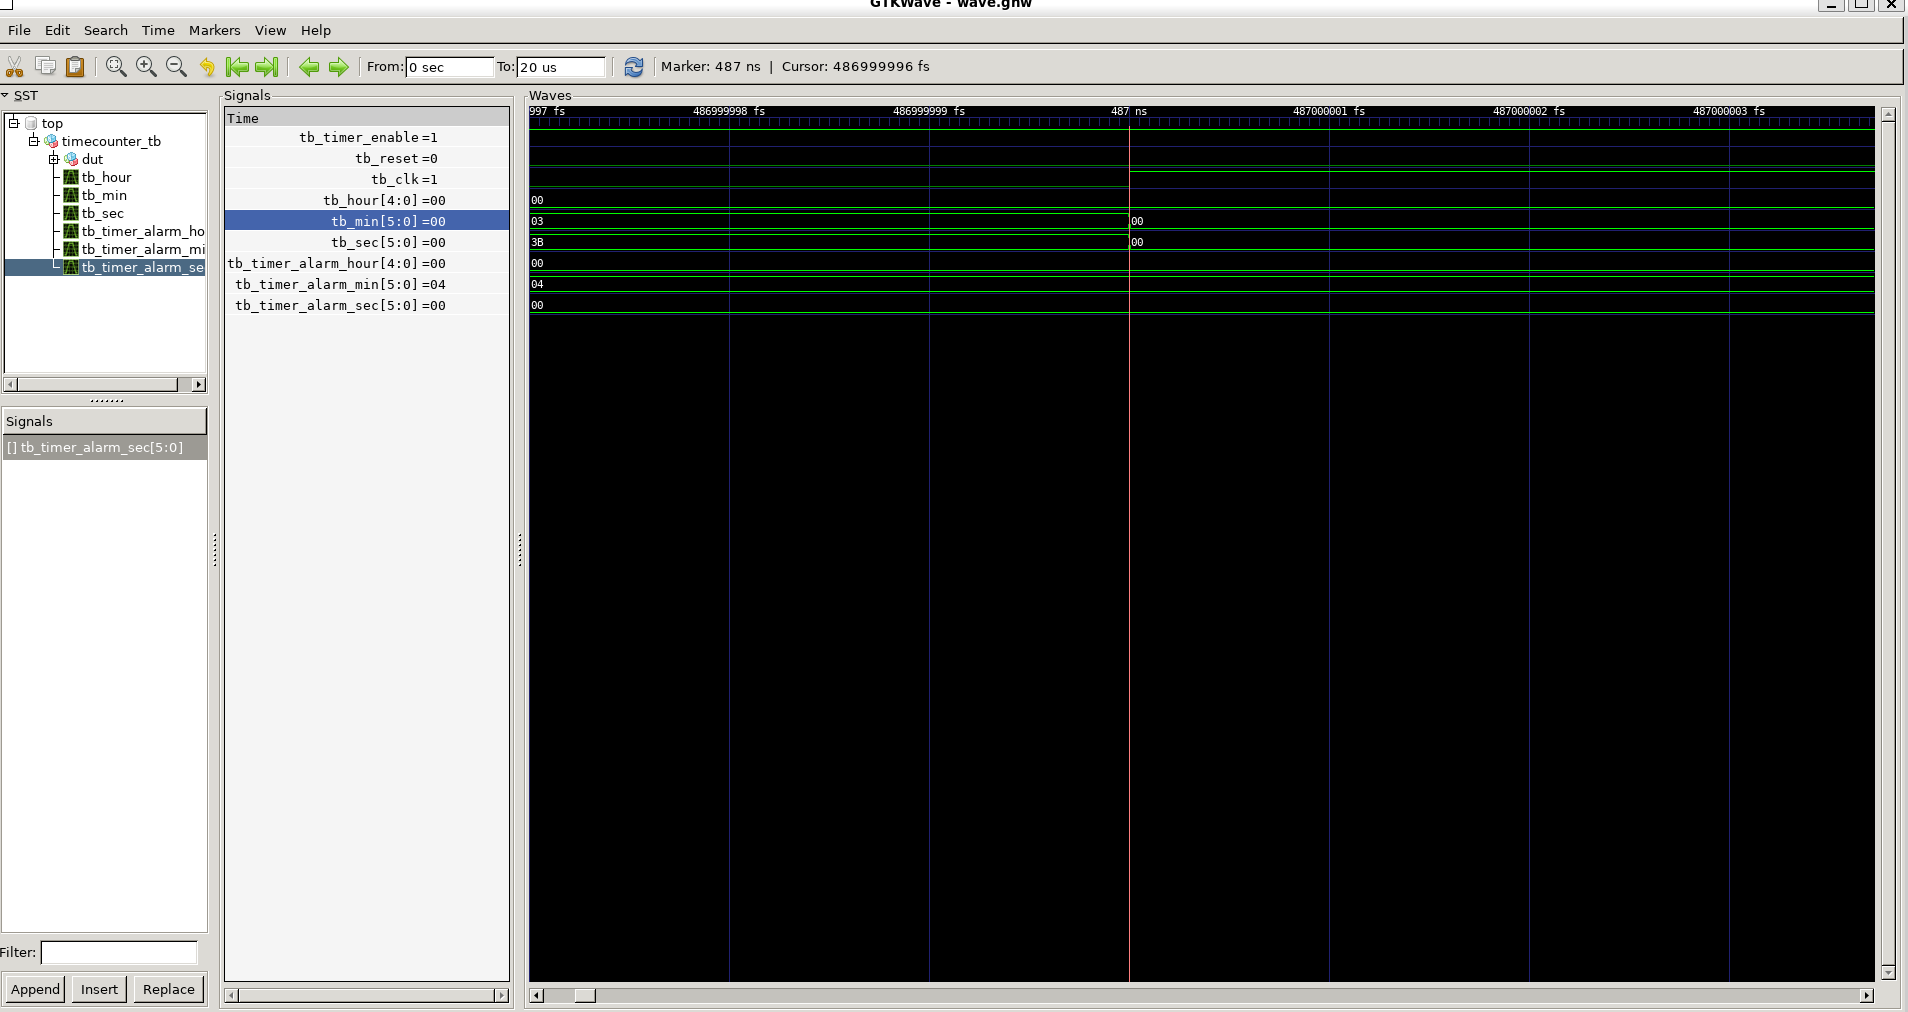 GTKWave - wave.ghw
File Edit Search Time Markers View Help
From: 0 sec To: 20 us Marker: 487 ns | Cursor: 486999996 fs
SST
top
timecounter_tb
dut
tb_hour
tb_min
tb_sec
tb_timer_alarm_ho
tb_timer_alarm_mi
tb_timer_alarm_se
Signals
[] tb_timer_alarm_sec[5:0]
Filter:
Append Insert Replace
Signals
Time
tb_timer_enable =1
tb_reset =0
tb_clk =1
tb_hour[4:0] =00
tb_min[5:0] =00
tb_sec[5:0] =00
tb_timer_alarm_hour[4:0] =00
tb_timer_alarm_min[5:0] =04
tb_timer_alarm_sec[5:0] =00
Waves
997 fs 486999998 fs 486999999 fs 487 ns 487000001 fs 487000002 fs 487000003 fs
00
03 00
3B 00
00
04
00